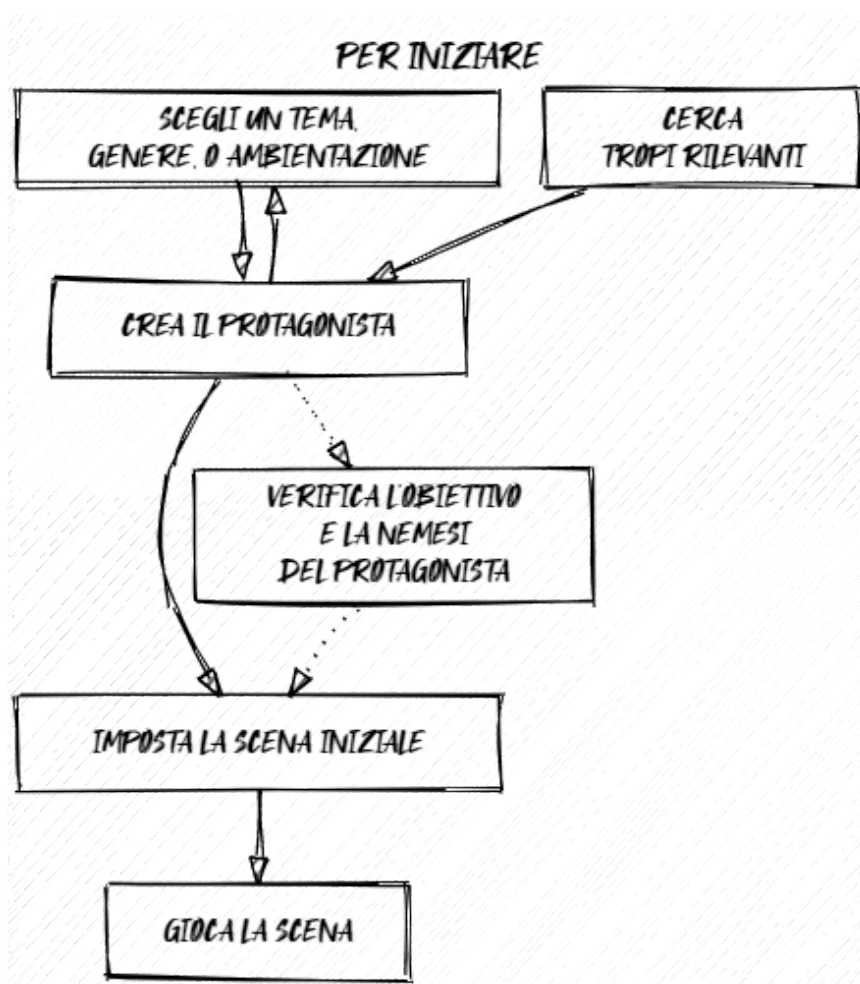 PER INIZIARE
SCEGLI UN TEMA,
GENERE, O AMBIENTAZIONE
CERCA
TROPI RILEVANTI
CREA IL PROTAGONISTA
VERIFICA L'OBIETTIVO
E LA NEMESI
DEL PROTAGONISTA
IMPOSTA LA SCENA INIZIALE
GIOCA LA SCENA